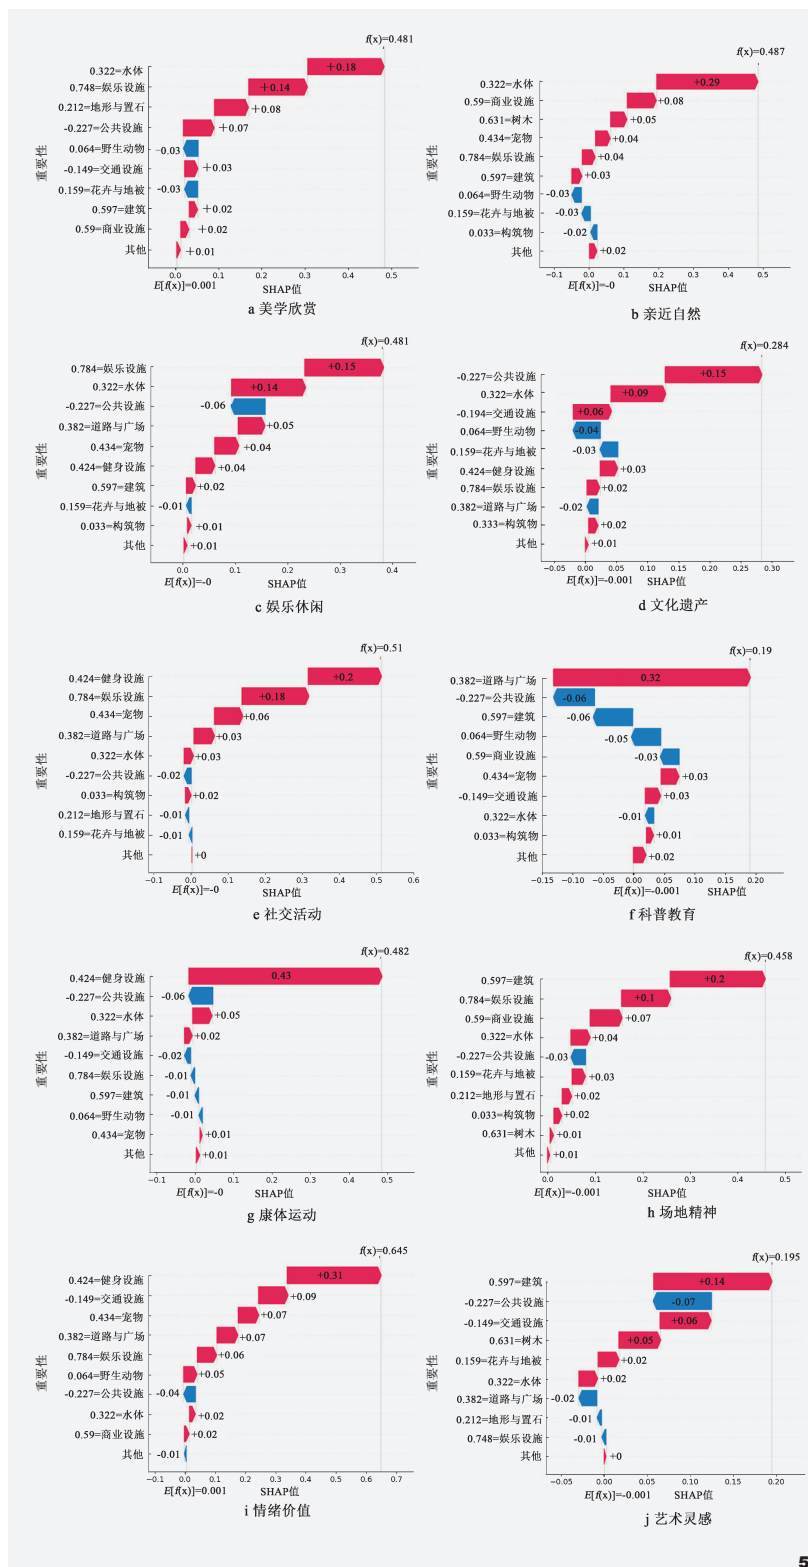 f(x)=0.481
0.322=水体 +0.18
0.748=娱乐设施 +0.14
0.212=地形与置石 +0.08
-0.227=公共设施 +0.07
0.064=野生动物 -0.03
-0.149=交通设施 +0.03
0.159=花卉与地被 -0.03
0.597=建筑 +0.02
0.59=商业设施 +0.02
其他 +0.01
重要性
0.0 0.1 0.2 0.3 0.4 0.5
E[f(x)]=0.001 SHAP值
a 美学欣赏
f(x)=0.487
0.322=水体 +0.29
0.59=商业设施 +0.08
0.631=树木 +0.05
0.434=宠物 +0.04
0.784=娱乐设施 +0.04
0.597=建筑 +0.03
0.064=野生动物 -0.03
0.159=花卉与地被 -0.03
0.033=构筑物 -0.02
其他 +0.02
重要性
−0.1 0.0 0.1 0.2 0.3 0.4 0.5
E[f(x)]=-0 SHAP值
b 亲近自然
f(x)=0.481
0.784=娱乐设施 +0.15
0.322=水体 +0.14
-0.227=公共设施 -0.06
0.382=道路与广场 +0.05
0.434=宠物 +0.04
0.424=健身设施 +0.04
0.597=建筑 +0.02
0.159=花卉与地被 -0.01
0.033=构筑物 +0.01
其他 +0.01
重要性
0.0 0.1 0.2 0.3 0.4
E[f(x)]=-0 SHAP值
c 娱乐休闲
f(x)=0.284
-0.227=公共设施 +0.15
0.322=水体 +0.09
-0.194=交通设施 +0.06
0.064=野生动物 -0.04
0.159=花卉与地被 -0.03
0.424=健身设施 +0.03
0.784=娱乐设施 +0.02
0.382=道路与广场 -0.02
0.333=构筑物 +0.02
其他 +0.01
重要性
−0.05 0.00 0.05 0.10 0.15 0.20 0.25 0.30
E[f(x)]=-0.001 SHAP值
d 文化遗产
f(x)=0.51
0.424=健身设施 +0.2
0.784=娱乐设施 +0.18
0.434=宠物 +0.06
0.382=道路与广场 +0.03
0.322=水体 +0.03
-0.227=公共设施 -0.02
0.033=构筑物 +0.02
0.212=地形与置石 -0.01
0.159=花卉与地被 -0.01
其他 +0
重要性
−0.1 0.0 0.1 0.2 0.3 0.4 0.5 0.6
E[f(x)]=-0 SHAP值
e 社交活动
f(x)=0.19
0.382=道路与广场 0.32
-0.227=公共设施 -0.06
0.597=建筑 -0.06
0.064=野生动物 -0.05
0.59=商业设施 -0.03
0.434=宠物 +0.03
-0.149=交通设施 +0.03
0.322=水体 -0.01
0.033=构筑物 +0.01
其他 +0.02
重要性
−0.15 −0.10 −0.05 0.00 0.05 0.10 0.15 0.20
E[f(x)]=-0.001 SHAP值
f 科普教育
f(x)=0.482
0.424=健身设施 0.43
-0.227=公共设施 -0.06
0.322=水体 +0.05
0.382=道路与广场 +0.02
-0.149=交通设施 -0.02
0.784=娱乐设施 -0.01
0.597=建筑 -0.01
0.064=野生动物 -0.01
0.434=宠物 +0.01
其他 +0.01
重要性
−0.1 0.0 0.1 0.2 0.3 0.4 0.5
E[f(x)]=-0 SHAP值
g 康体运动
f(x)=0.458
0.597=建筑 +0.2
0.784=娱乐设施 +0.1
0.59=商业设施 +0.07
0.322=水体 +0.04
-0.227=公共设施 -0.03
0.159=花卉与地被 +0.03
0.212=地形与置石 +0.02
0.033=构筑物 +0.02
0.631=树木 +0.01
其他 +0.01
重要性
0.0 0.1 0.2 0.3 0.4 0.5
E[f(x)]=-0.001 SHAP值
h 场地精神
f(x)=0.645
0.424=健身设施 +0.31
-0.149=交通设施 +0.09
0.434=宠物 +0.07
0.382=道路与广场 +0.07
0.784=娱乐设施 +0.06
0.064=野生动物 +0.05
-0.227=公共设施 -0.04
0.322=水体 +0.02
0.59=商业设施 +0.02
其他 -0.01
重要性
−0.1 0.0 0.1 0.2 0.3 0.4 0.5 0.6 0.7
E[f(x)]=0.001 SHAP值
i 情绪价值
f(x)=0.195
0.597=建筑 +0.14
-0.227=公共设施 -0.07
-0.149=交通设施 +0.06
0.631=树木 +0.05
0.159=花卉与地被 +0.02
0.322=水体 +0.02
0.382=道路与广场 -0.02
0.212=地形与置石 -0.01
0.748=娱乐设施 -0.01
其他 +0
重要性
−0.05 0.00 0.05 0.10 0.15 0.20
E[f(x)]=-0.001 SHAP值
j 艺术灵感